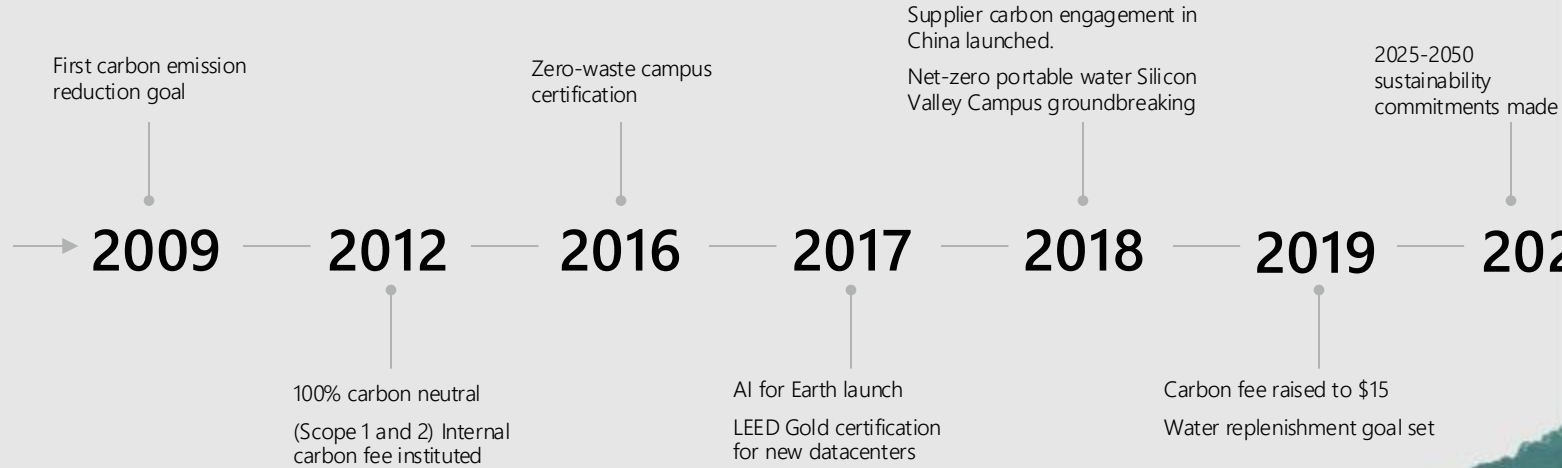 First carbon emission
reduction goal
2009
2012
100% carbon neutral
(Scope 1 and 2) Internal
carbon fee instituted
Zero-waste campus
certification
2016
2017
AI for Earth launch
LEED Gold certification
for new datacenters
Supplier carbon engagement in
China launched.
Net-zero portable water Silicon
Valley Campus groundbreaking
2018
2019
Carbon fee raised to $15
Water replenishment goal set
2025-2050
sustainability
commitments made